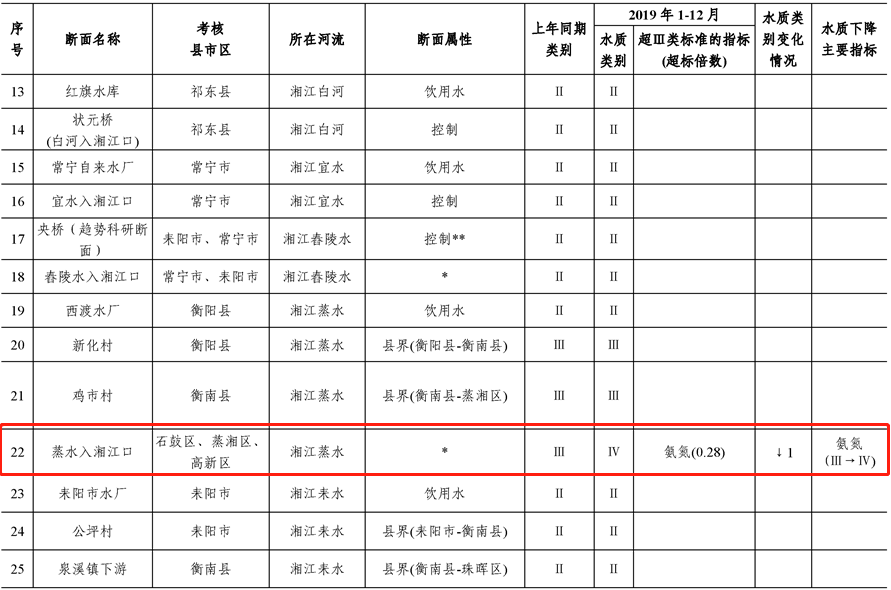 序号 断面名称 考核县市区 所在河流 断面属性 上年同期类别 2019年1-12月 水质类别变化情况 水质下降主要指标
水质类别 超Ⅲ类标准的指标(超标倍数)
13 红旗水库 祁东县 湘江白河 饮用水 Ⅱ Ⅱ
14 状元桥(白河入湘江口) 祁东县 湘江白河 控制 Ⅱ Ⅱ
15 常宁自来水厂 常宁市 湘江宜水 饮用水 Ⅱ Ⅱ
16 宜水入湘江口 常宁市 湘江宜水 控制 Ⅱ Ⅱ
17 央桥(趋势科研断面) 耒阳市、常宁市 湘江舂陵水 控制** Ⅱ Ⅱ
18 舂陵水入湘江口 常宁市、耒阳市 湘江舂陵水 * Ⅱ Ⅱ
19 西渡水厂 衡阳县 湘江蒸水 饮用水 Ⅱ Ⅱ
20 新化村 衡阳县 湘江蒸水 县界(衡阳县-衡南县) Ⅲ Ⅲ
21 鸡市村 衡南县 湘江蒸水 县界(衡南县-蒸湘区) Ⅲ Ⅲ
22 蒸水入湘江口 石鼓区、蒸湘区、高新区 湘江蒸水 * Ⅲ Ⅳ 氨氮(0.28) ↓1 氨氮(Ⅲ→Ⅳ)
23 耒阳市水厂 耒阳市 湘江耒水 饮用水 Ⅱ Ⅱ
24 公坪村 耒阳市 湘江耒水 县界(耒阳市-衡南县) Ⅱ Ⅱ
25 泉溪镇下游 衡南县 湘江耒水 县界(衡南县-珠晖区) Ⅱ Ⅱ